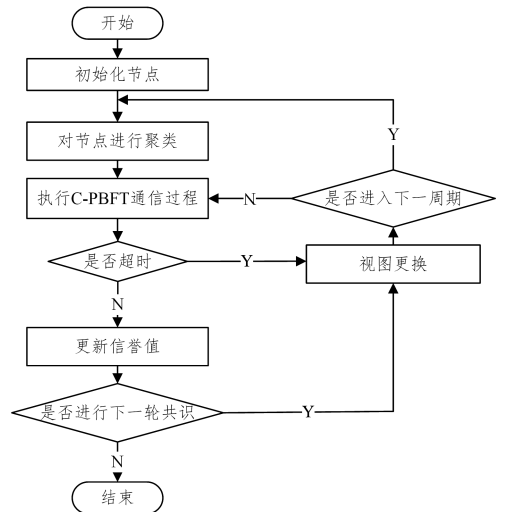 开始
初始化节点
Y
对节点进行聚类
执行C-PBFT通信过程
N
是否进入下一周期
是否超时
Y
视图更换
N
更新信誉值
是否进行下一轮共识
Y
N
结束